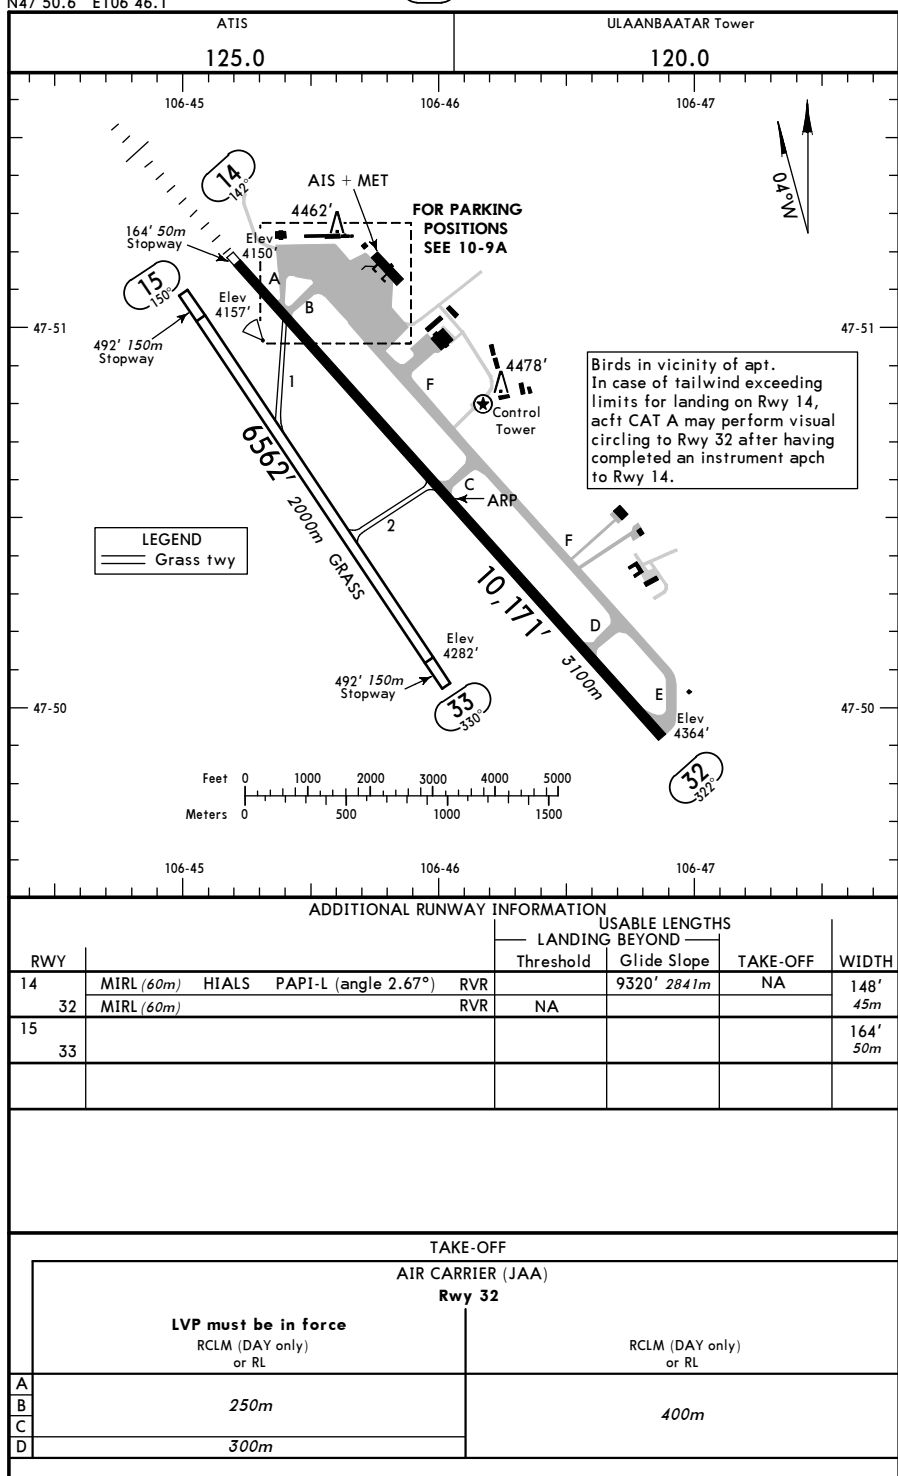 N47 50.6 E106 46.1
ATIS
125.0
ULAANBAATAR Tower
120.0
106-45
106-46
106-47
04°W
14
142°
AIS + MET
4462'
FOR PARKING
POSITIONS
SEE 10-9A
164' 50m
Stopway
Elev
4150'
A
B
15
150°
Elev
4157'
47-51
47-51
492' 150m
Stopway
1
F
4478'
Control
Tower
Birds in vicinity of apt.
In case of tailwind exceeding
limits for landing on Rwy 14,
acft CAT A may perform visual
circling to Rwy 32 after having
completed an instrument apch
to Rwy 14.
6562'
2000m
GRASS
C
ARP
2
F
LEGEND
Grass twy
10,171'
3100m
D
Elev
4282'
492' 150m
Stopway
33
330°
E
Elev
4364'
47-50
47-50
32
322°
Feet 0 1000 2000 3000 4000 5000
Meters 0 500 1000 1500
106-45
106-46
106-47
ADDITIONAL RUNWAY INFORMATION
USABLE LENGTHS
LANDING BEYOND
RWY Threshold Glide Slope TAKE-OFF WIDTH
14 MIRL (60m) HIALS PAPI-L (angle 2.67°) RVR 9320' 2841m NA 148'
32 MIRL (60m) RVR NA 45m
15 164'
33 50m
TAKE-OFF
AIR CARRIER (JAA)
Rwy 32
LVP must be in force
RCLM (DAY only)
or RL
RCLM (DAY only)
or RL
A
B 250m
C
400m
D 300m